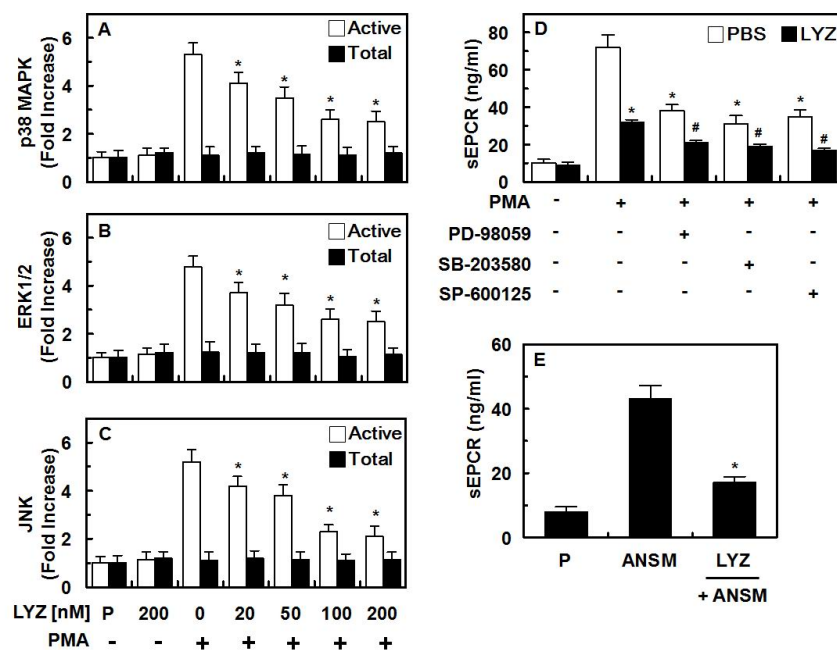 A
Active
Total
p38 MAPK
(Fold Increase)
6
4
2
0
* * * *
B
Active
Total
ERK1/2
(Fold Increase)
6
4
2
0
* * * *
C
Active
Total
JNK
(Fold Increase)
6
4
2
0
* * * *
LYZ [nM] P 200 0 20 50 100 200
PMA - - + + + + +
D
PBS LYZ
sEPCR (ng/ml)
80
60
40
20
0
* * # * # * #
PMA - + + + +
PD-98059 - - + - -
SB-203580 - - - + -
SP-600125 - - - - +
E
sEPCR (ng/ml)
60
40
20
0
*
P ANSM LYZ
+ ANSM